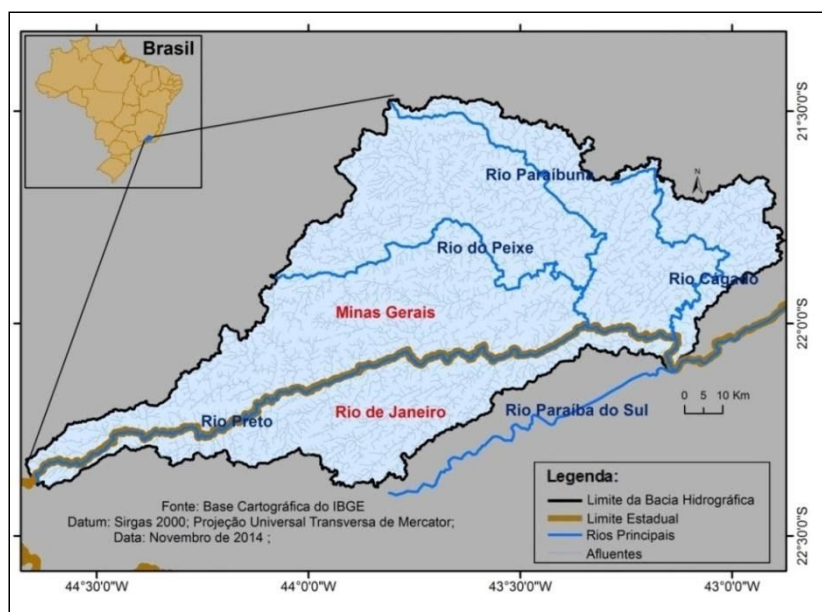 Brasil
N
21°30'0"S
Rio Paraibuna
Rio do Peixe
Rio Cagado
Minas Gerais
22°0'0"S
0 5 10 Km
Rio Preto
Rio de Janeiro
Rio Paraíba do Sul
Legenda:
Limite da Bacia Hidrográfica
Limite Estadual
Rios Principais
Afluentes
Fonte: Base Cartográfica do IBGE
Datum: Sirgas 2000; Projeção Universal Transversa de Mercator;
Data: Novembro de 2014 ;
22°30'0"S
44°30'0"W 44°0'0"W 43°30'0"W 43°0'0"W